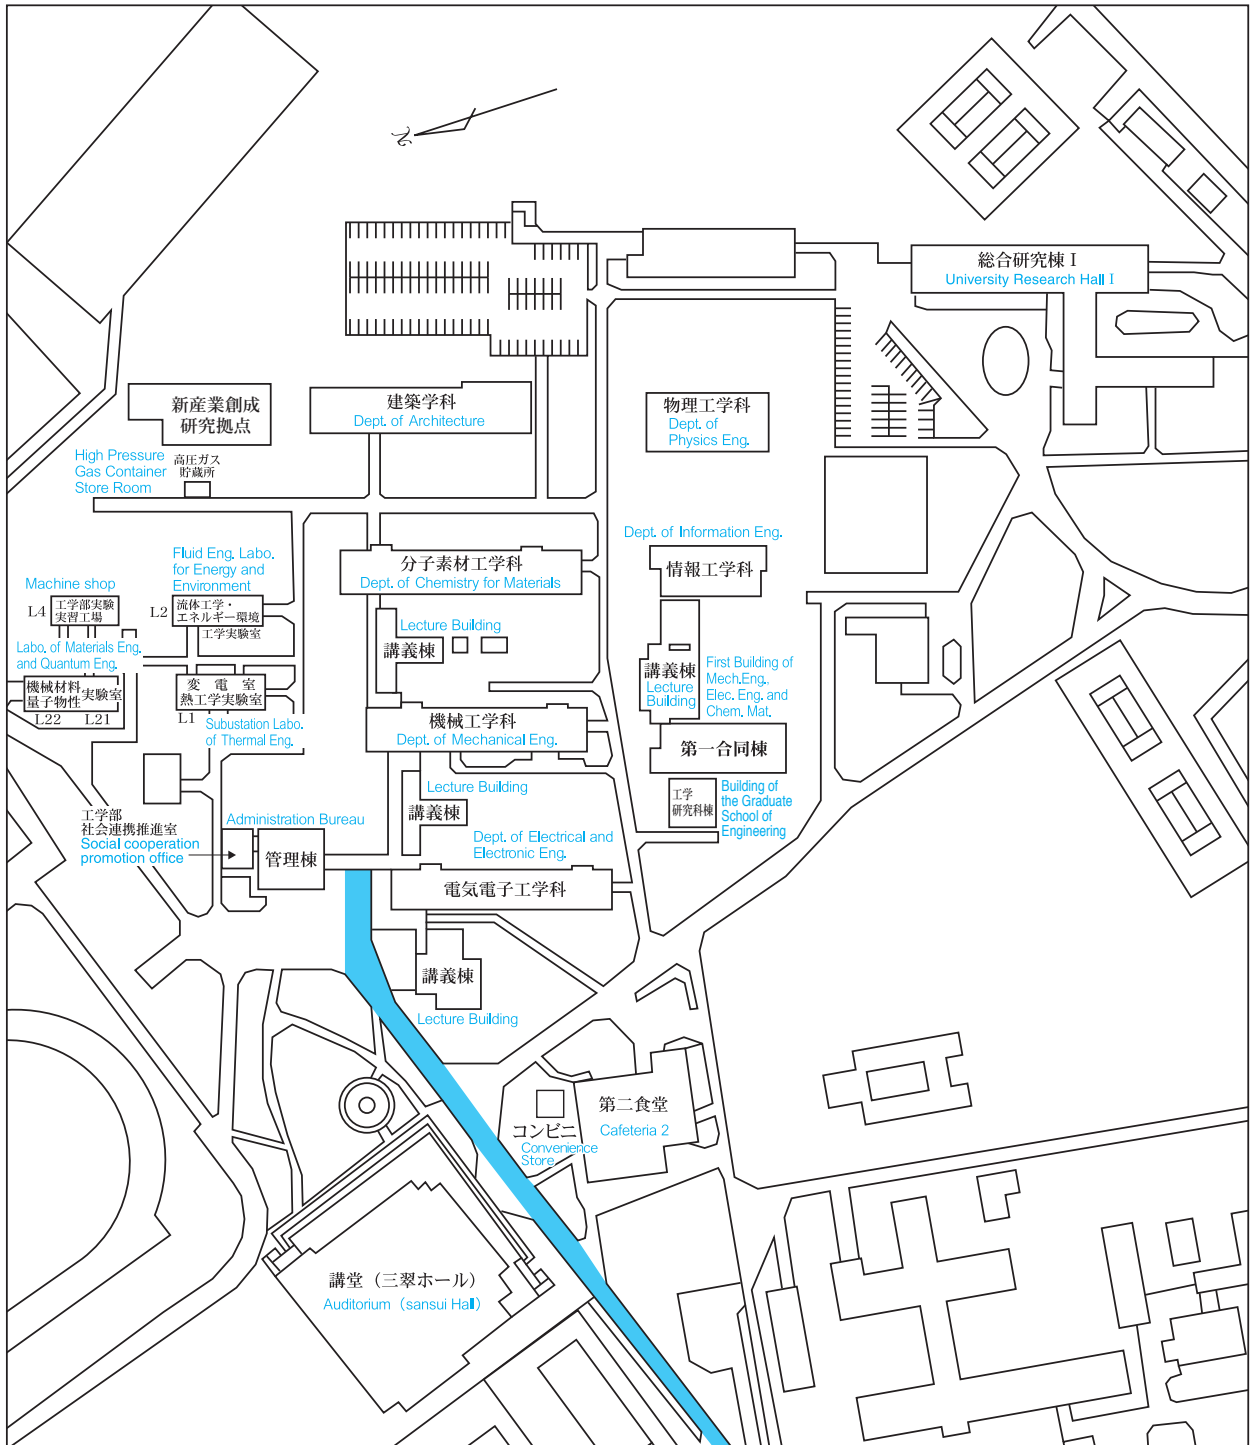 N
総合研究棟 I
University Research Hall I
新産業創成
研究拠点
建築学科
Dept. of Architecture
物理工学科
Dept. of
Physics Eng.
High Pressure
Gas Container
Store Room
高圧ガス
貯蔵所
Dept. of Information Eng.
情報工学科
Fluid Eng. Labo.
for Energy and
Environment
分子素材工学科
Dept. of Chemistry for Materials
Machine shop
L4
工学部実験
実習工場
L2
流体工学・
エネルギー環境
工学実験室
Lecture Building
講義棟
Labo. of Materials Eng.
and Quantum Eng.
機械材料
量子物性
実験室
L22
L21
変電室
熱工学実験室
L1
Subustation Labo.
of Thermal Eng.
講義棟
Lecture
Building
First Building of
Mech.Eng.,
Elec. Eng. and
Chem. Mat.
機械工学科
Dept. of Mechanical Eng.
第一合同棟
Lecture Building
講義棟
工学
研究科棟
Building of
the Graduate
School of
Engineering
工学部
社会連携推進室
Social cooperation
promotion office
Administration Bureau
管理棟
Dept. of Electrical and
Electronic Eng.
電気電子工学科
講義棟
Lecture Building
コンビニ
Convenience
Store
第二食堂
Cafeteria 2
講堂（三翠ホール）
Auditorium（sansui Hall）